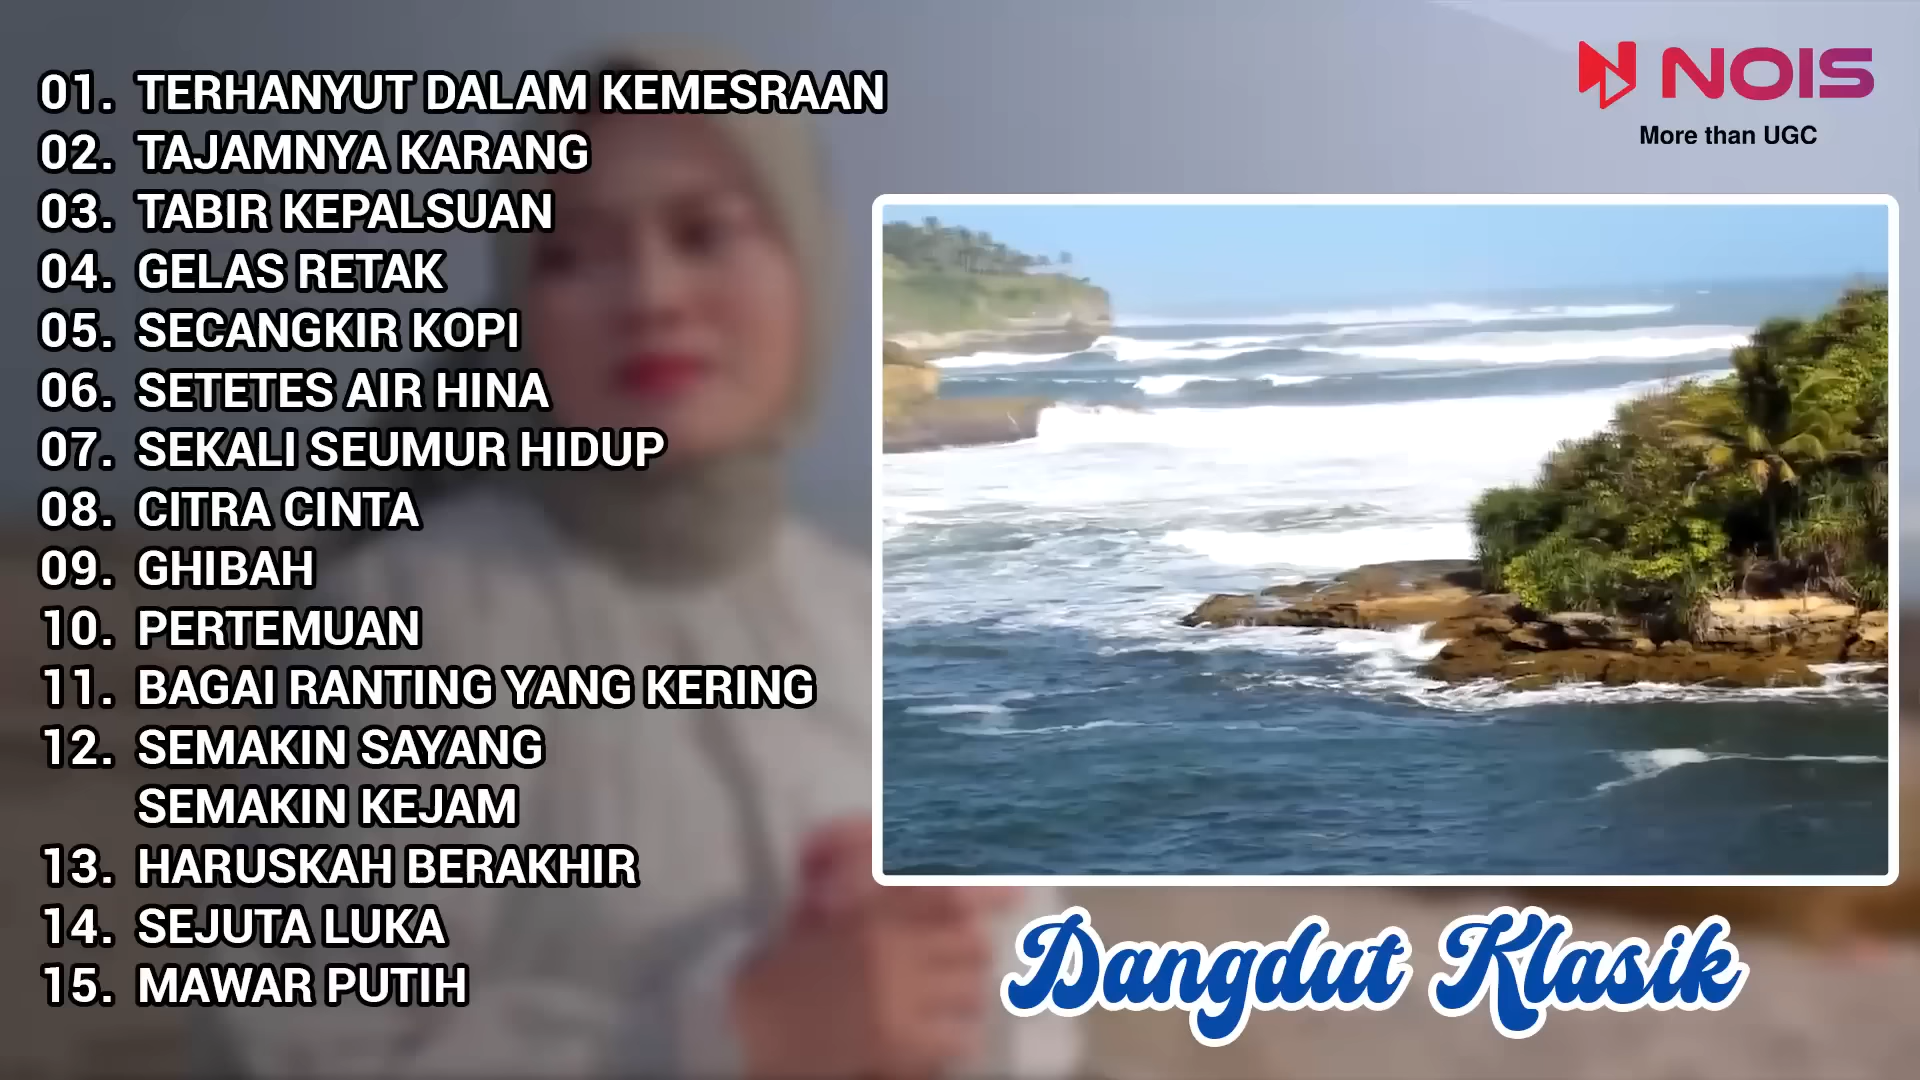 01. TERHANYUT DALAM KEMESRAAN
02. TAJAMNYA KARANG
03. TABIR KEPALSUAN
04. GELAS RETAK
05. SECANGKIR KOPI
06. SETETES AIR HINA
07. SEKALI SEUMUR HIDUP
08. CITRA CINTA
09. GHIBAH
10. PERTEMUAN
11. BAGAI RANTING YANG KERING
12. SEMAKIN SAYANG
SEMAKIN KEJAM
13. HARUSKAH BERAKHIR
14. SEJUTA LUKA
15. MAWAR PUTIH
NOIS
More than UGC
Dangdut Klasik